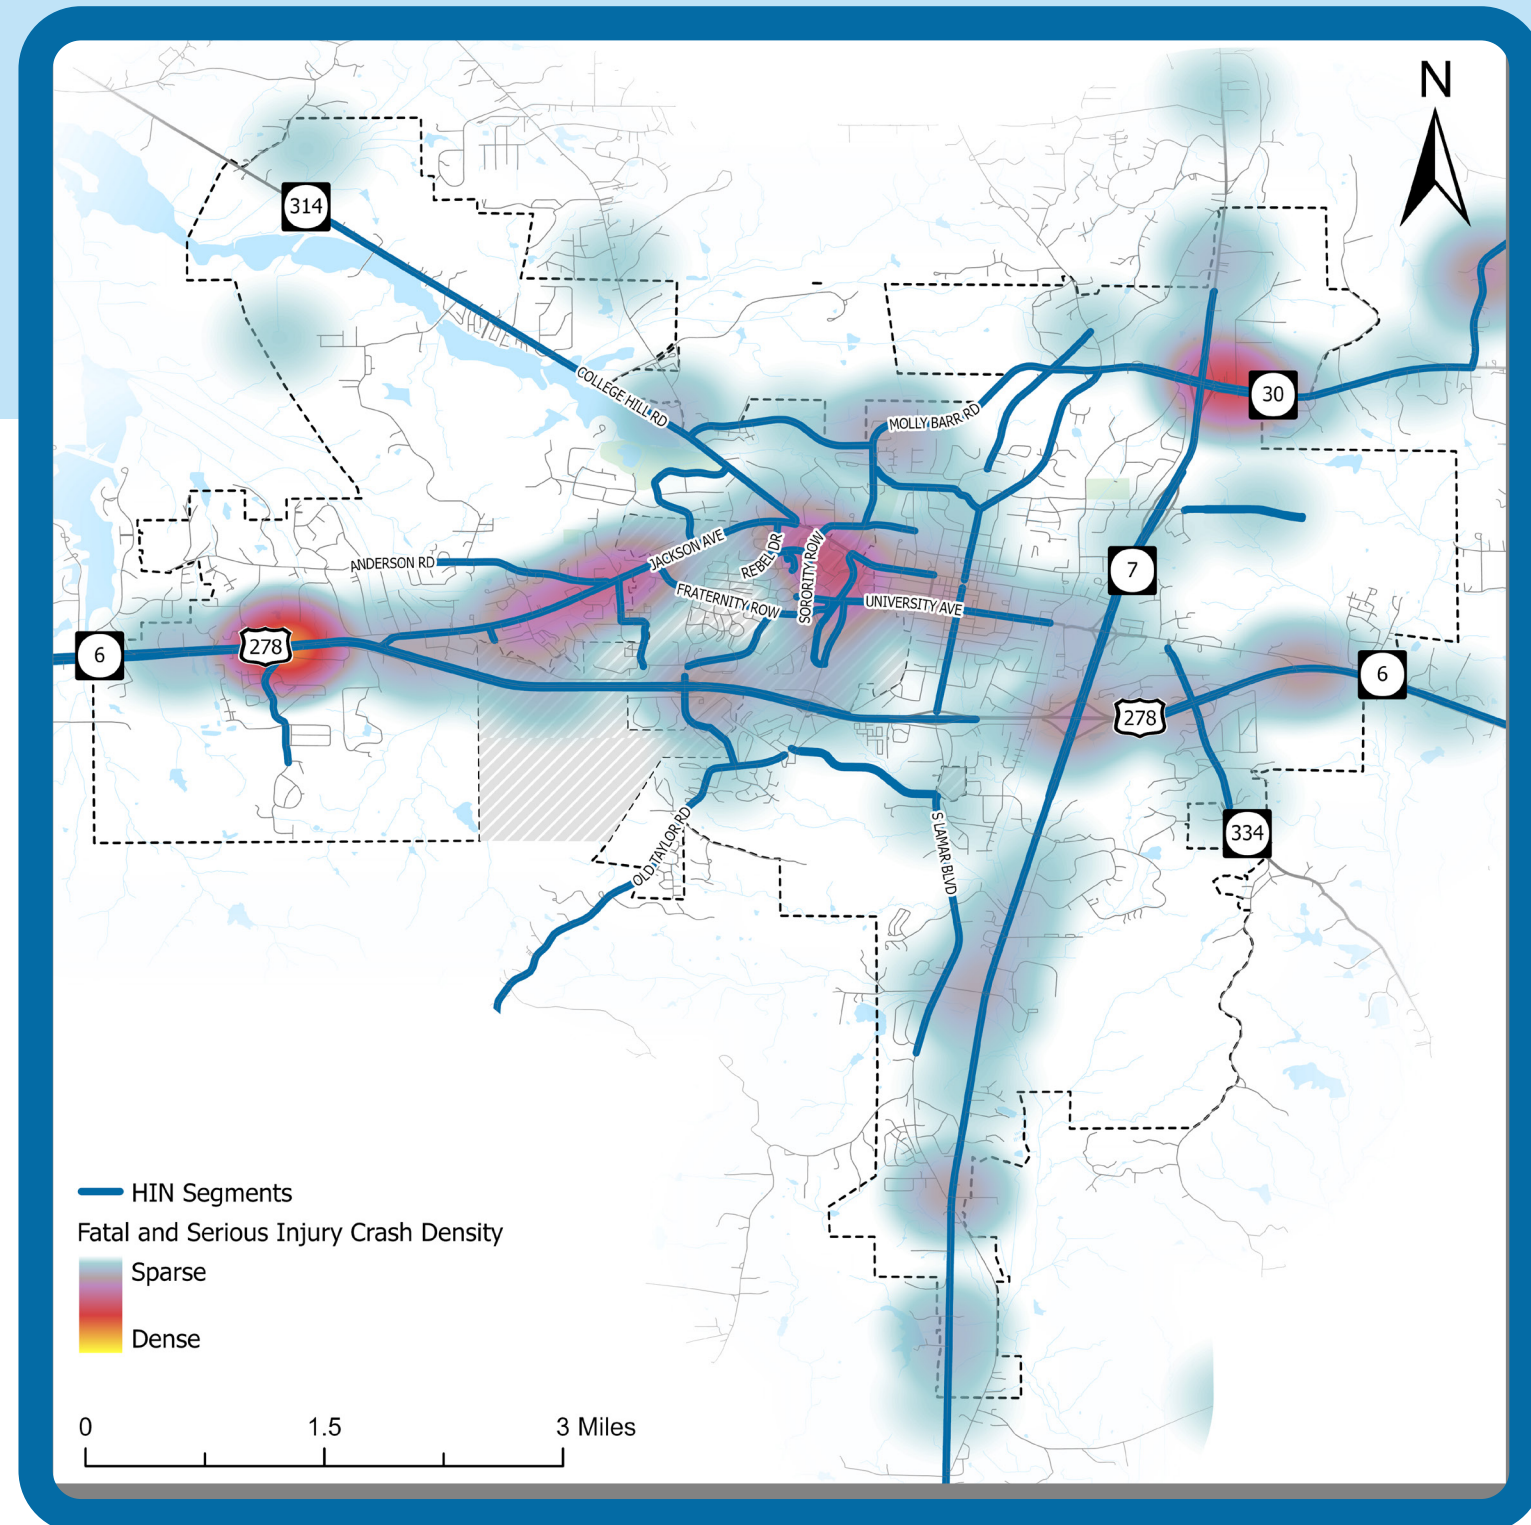 N
314
COLLEGE HILL RD
30
MOLLY BARR RD
JACKSON AVE
REBEL DR
SORORITY ROW
ANDERSON RD
7
FRATERNITY ROW
UNIVERSITY AVE
278
6
6
278
334
S LAMAR BLVD
OLD TAYLOR RD
HIN Segments
Fatal and Serious Injury Crash Density
Sparse
Dense
0 1.5 3 Miles